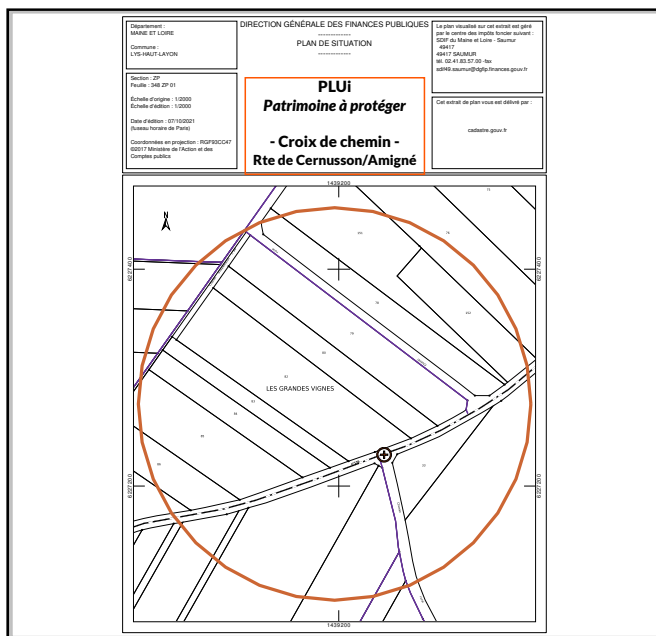 Département :
MAINE ET LOIRE
Commune :
LYS-HAUT-LAYON
Section : ZP
Feuille : 348 ZP 01
Échelle d'origine : 1/2000
Échelle d'édition : 1/2000
Date d'édition : 07/10/2021
(fuseau horaire de Paris)
Coordonnées en projection : RGF93CC47
©2017 Ministère de l'Action et des
Comptes publics
DIRECTION GÉNÉRALE DES FINANCES PUBLIQUES
-------------
PLAN DE SITUATION
-------------
PLUi
Patrimoine à protéger
- Croix de chemin -
Rte de Cernusson/Amigné
Le plan visualisé sur cet extrait est géré
par le centre des impôts foncier suivant :
SDIF du Maine et Loire - Saumur
49417
49417 SAUMUR
tél. 02.41.83.57.00 -fax
sdif49.saumur@dgfip.finances.gouv.fr
Cet extrait de plan vous est délivré par :
cadastre.gouv.fr
1439200
N
6227400
6227400
LES GRANDES VIGNES
6227200
6227200
1439200